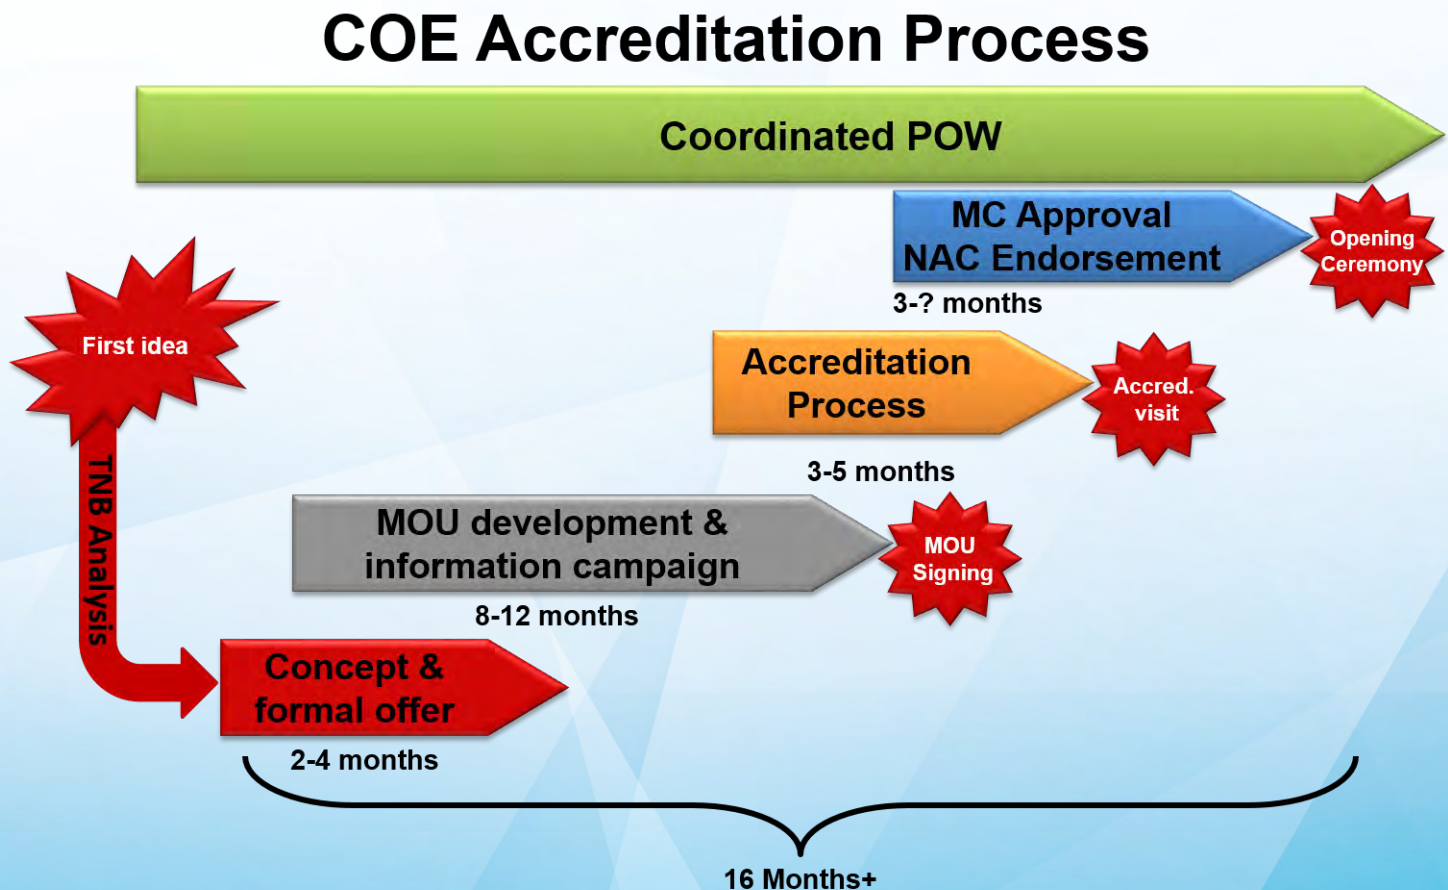 COE Accreditation Process
Coordinated POW
MC Approval
NAC Endorsement
3-? months
Opening
Ceremony
First idea
TNB Analysis
Accreditation
Process
3-5 months
Accred.
visit
MOU development &
information campaign
8-12 months
MOU
Signing
Concept &
formal offer
2-4 months
16 Months+